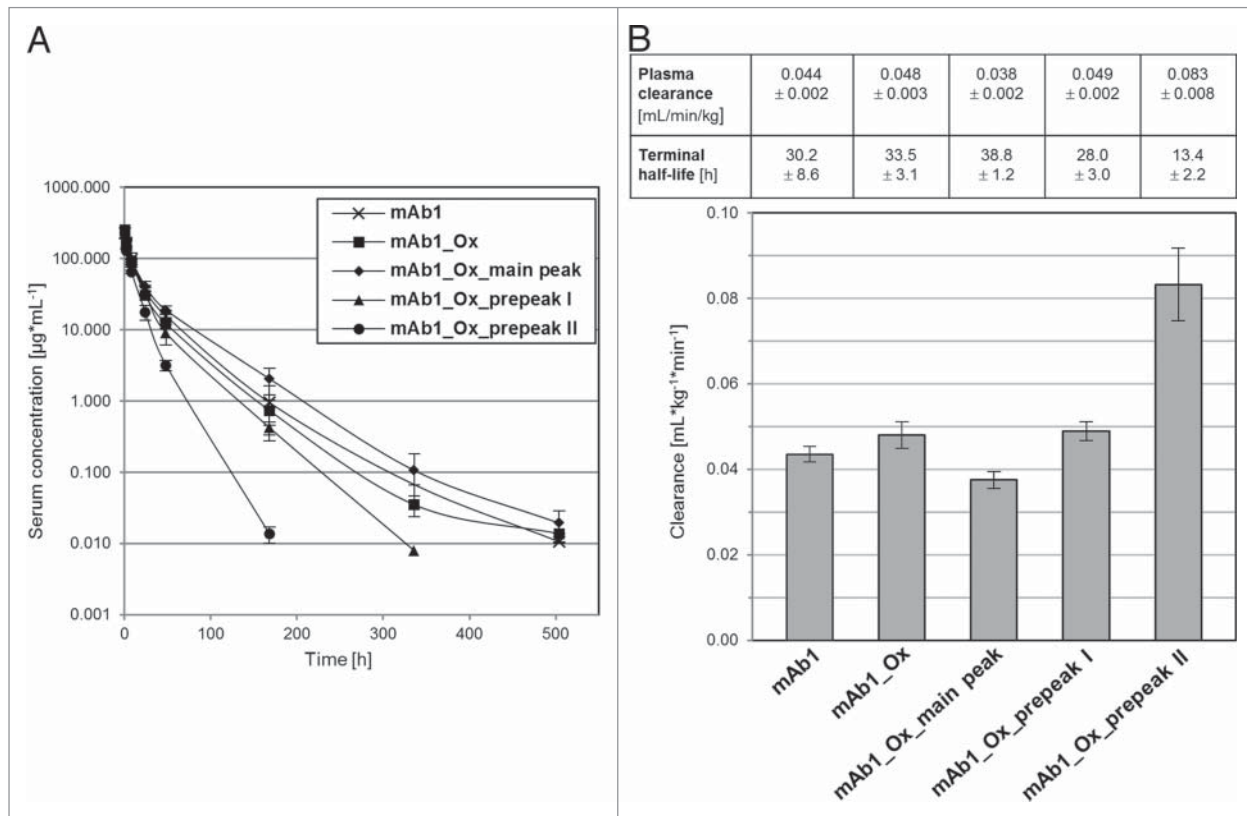 A
1000.000
100.000
10.000
1.000
0.100
0.010
0.001
Serum concentration [µg*mL⁻¹]
0 100 200 300 400 500
Time [h]
mAb1
mAb1_Ox
mAb1_Ox_main peak
mAb1_Ox_prepeak I
mAb1_Ox_prepeak II
B
Plasma clearance [mL/min/kg] 0.044 ± 0.002 0.048 ± 0.003 0.038 ± 0.002 0.049 ± 0.002 0.083 ± 0.008
Terminal half-life [h] 30.2 ± 8.6 33.5 ± 3.1 38.8 ± 1.2 28.0 ± 3.0 13.4 ± 2.2
0.10
0.08
0.06
0.04
0.02
0.00
Clearance [mL*kg⁻¹*min⁻¹]
mAb1
mAb1_Ox
mAb1_Ox_main peak
mAb1_Ox_prepeak I
mAb1_Ox_prepeak II